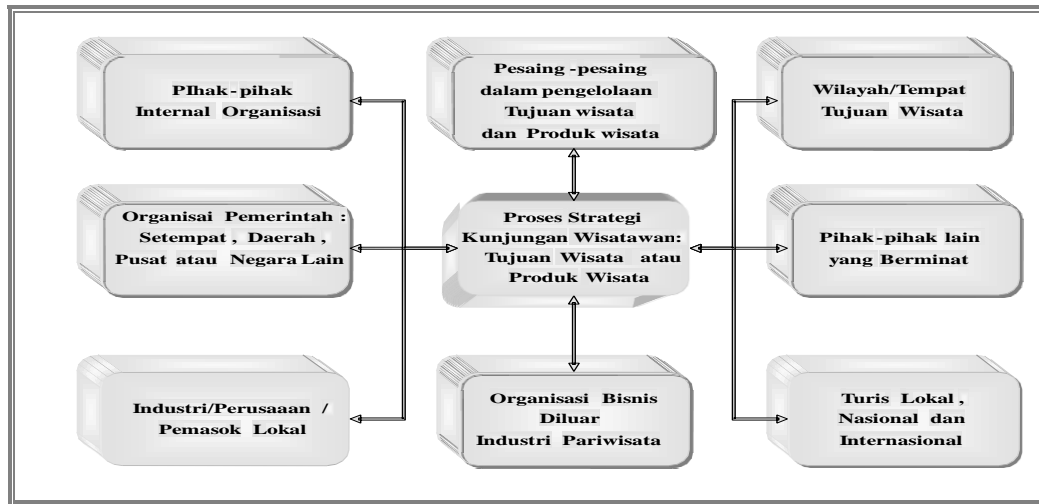 PIhak-pihak
Internal Organisasi
Pesaing-pesaing
dalam pengelolaan
Tujuan wisata
dan Produk wisata
Wilayah/Tempat
Tujuan Wisata
Organisai Pemerintah :
Setempat, Daerah,
Pusat atau Negara Lain
Proses Strategi
Kunjungan Wisatawan:
Tujuan Wisata atau
Produk Wisata
Pihak-pihak lain
yang Berminat
Industri/Perusaaan /
Pemasok Lokal
Organisasi Bisnis
Diluar
Industri Pariwisata
Turis Lokal,
Nasional dan
Internasional